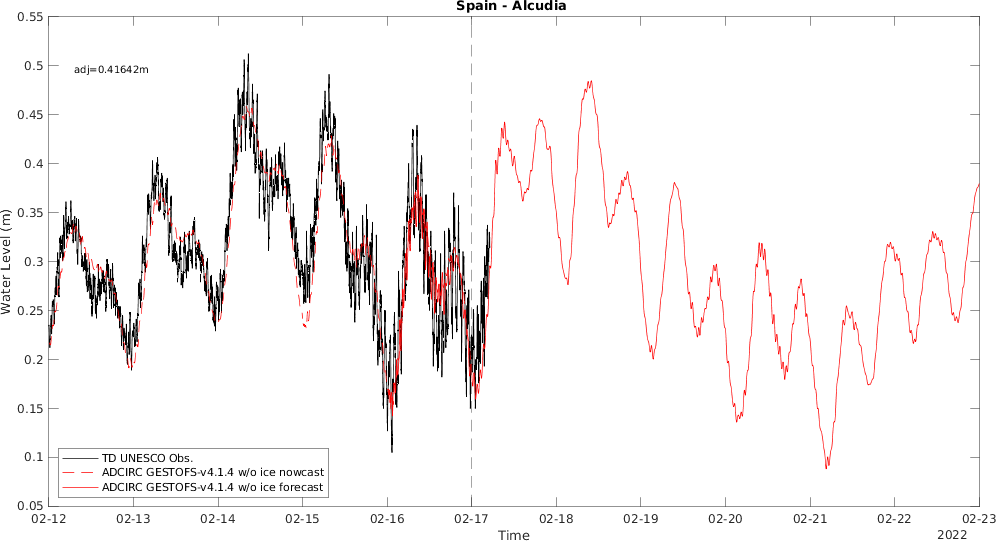 Spain - Alcudia
0.55
0.5
0.45
0.4
0.35
0.3
0.25
0.2
0.15
0.1
0.05
Water Level (m)
adj=0.41642m
TD UNESCO Obs.
ADCIRC GESTOFS-v4.1.4 w/o ice nowcast
ADCIRC GESTOFS-v4.1.4 w/o ice forecast
02-12 02-13 02-14 02-15 02-16 02-17 02-18 02-19 02-20 02-21 02-22 02-23
Time
2022